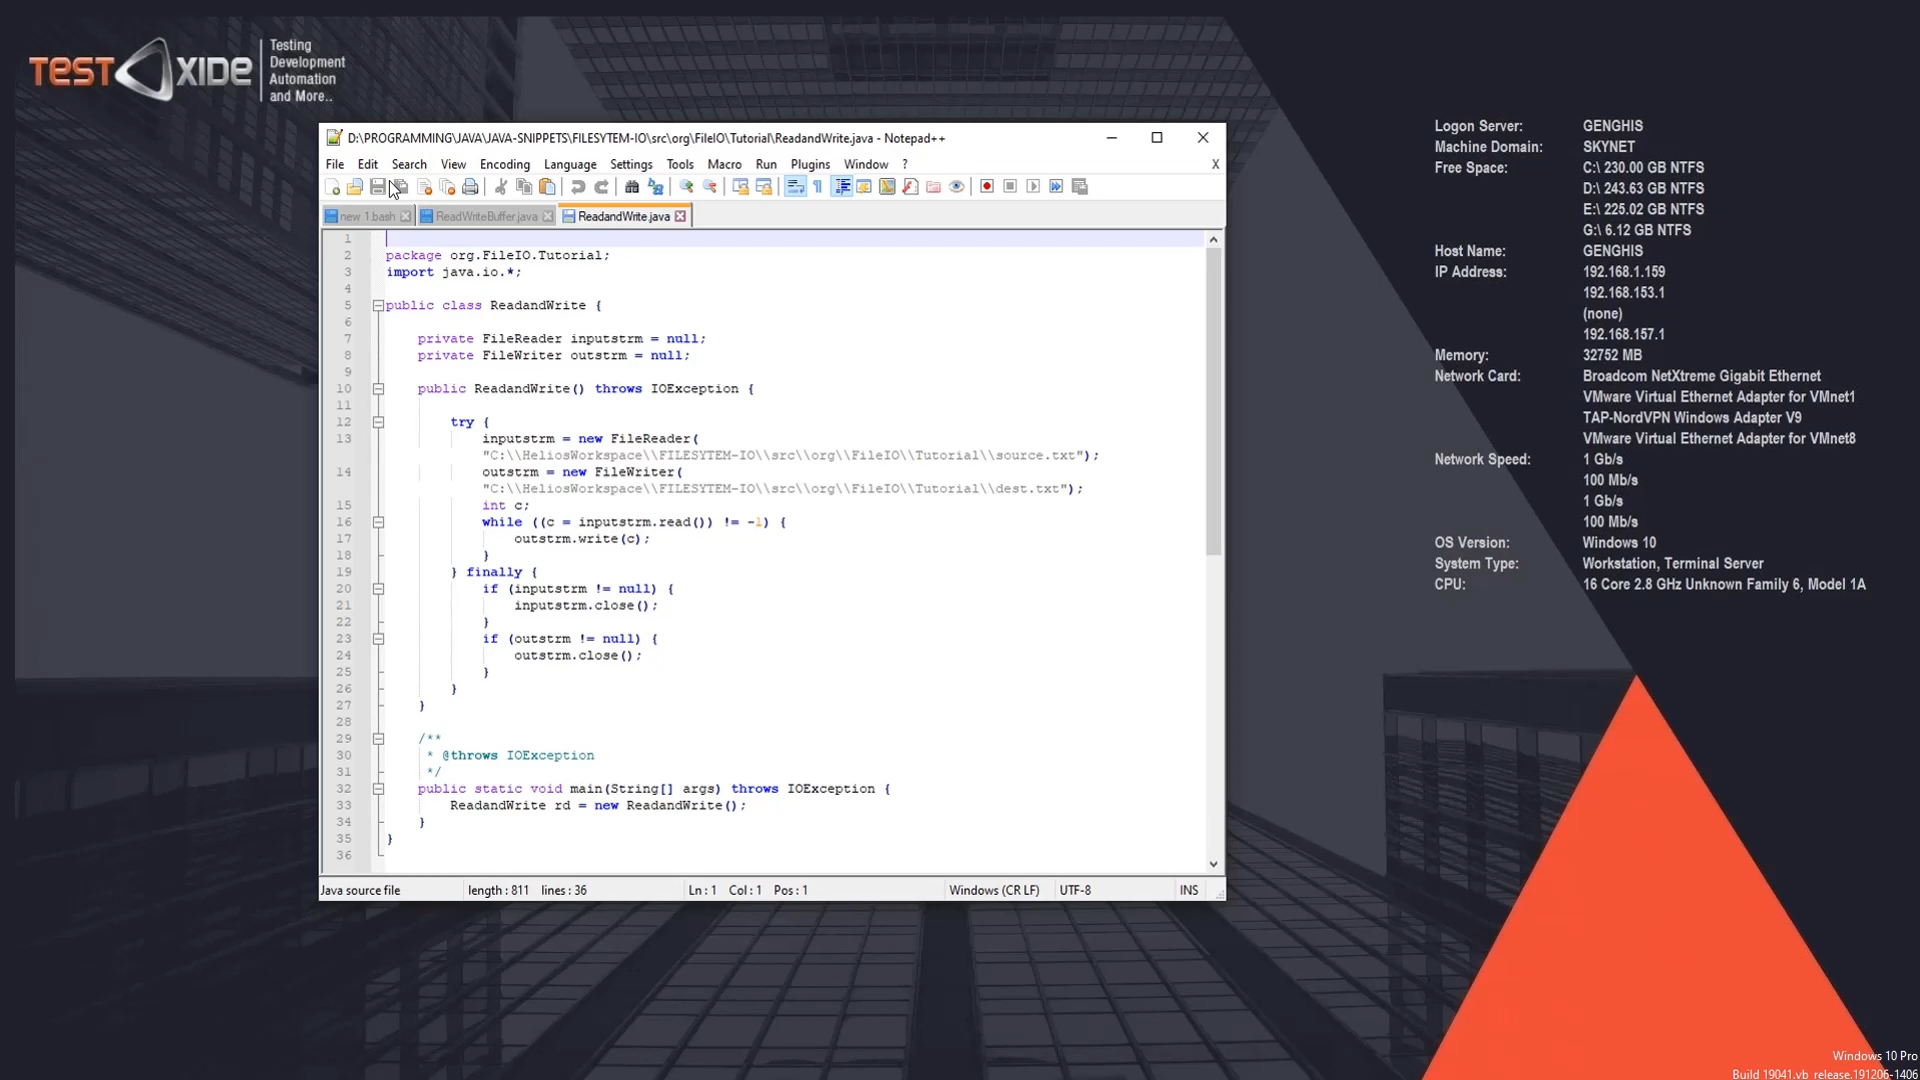 TEST XIDE
Testing
Development
Automation
and More..
D:\PROGRAMMING\JAVA\JAVA-SNIPPETS\FILESYTEM-IO\src\org\FileIO\Tutorial\ReadandWrite.java - Notepad++
File Edit Search View Encoding Language Settings Tools Macro Run Plugins Window ? X
new 1.bash ReadWriteBuffer.java ReadandWrite.java
1
2 package org.FileIO.Tutorial;
3 import java.io.*;
4
5 public class ReadandWrite {
6
7 private FileReader inputstrm = null;
8 private FileWriter outstrm = null;
9
10 public ReadandWrite() throws IOException {
11
12 try {
13 inputstrm = new FileReader(
"C:\\HeliosWorkspace\\FILESYTEM-IO\\src\\org\\FileIO\\Tutorial\\source.txt");
14 outstrm = new FileWriter(
"C:\\HeliosWorkspace\\FILESYTEM-IO\\src\\org\\FileIO\\Tutorial\\dest.txt");
15 int c;
16 while ((c = inputstrm.read()) != -1) {
17 outstrm.write(c);
18 }
19 } finally {
20 if (inputstrm != null) {
21 inputstrm.close();
22 }
23 if (outstrm != null) {
24 outstrm.close();
25 }
26 }
27 }
28
29 /**
30 * @throws IOException
31 */
32 public static void main(String[] args) throws IOException {
33 ReadandWrite rd = new ReadandWrite();
34 }
35 }
36
Java source file length : 811 lines : 36 Ln : 1 Col : 1 Pos : 1 Windows (CR LF) UTF-8 INS
Logon Server: GENGHIS
Machine Domain: SKYNET
Free Space: C:\ 230.00 GB NTFS
D:\ 243.63 GB NTFS
E:\ 225.02 GB NTFS
G:\ 6.12 GB NTFS
Host Name: GENGHIS
IP Address: 192.168.1.159
192.168.153.1
(none)
192.168.157.1
Memory: 32752 MB
Network Card: Broadcom NetXtreme Gigabit Ethernet
VMware Virtual Ethernet Adapter for VMnet1
TAP-NordVPN Windows Adapter V9
VMware Virtual Ethernet Adapter for VMnet8
Network Speed: 1 Gb/s
100 Mb/s
1 Gb/s
100 Mb/s
OS Version: Windows 10
System Type: Workstation, Terminal Server
CPU: 16 Core 2.8 GHz Unknown Family 6, Model 1A
Windows 10 Pro
Build 19041.vb_release.191206-1406